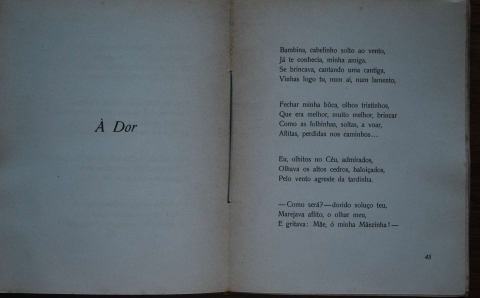 À Dor
Bambina, cabelinho solto ao vento,
Já te conhecia, minha amiga.
Se brincava, cantando uma cantiga,
Vinhas logo tu, num ai, num lamento,
Fechar minha bôca, olhos tristinhos,
Que era melhor, muito melhor, brincar
Como as folhinhas, soltas, a voar,
Aflitas, perdidas nos caminhos...
Eu, olhitos no Céu, admirados,
Olhava os altos cedros, baloiçados,
Pelo vento agreste da tardinha.
—Como será?—dorido soluço teu,
Marejava aflito, o olhar meu,
E gritava: Mãe, ó minha Mãezinha!—
43